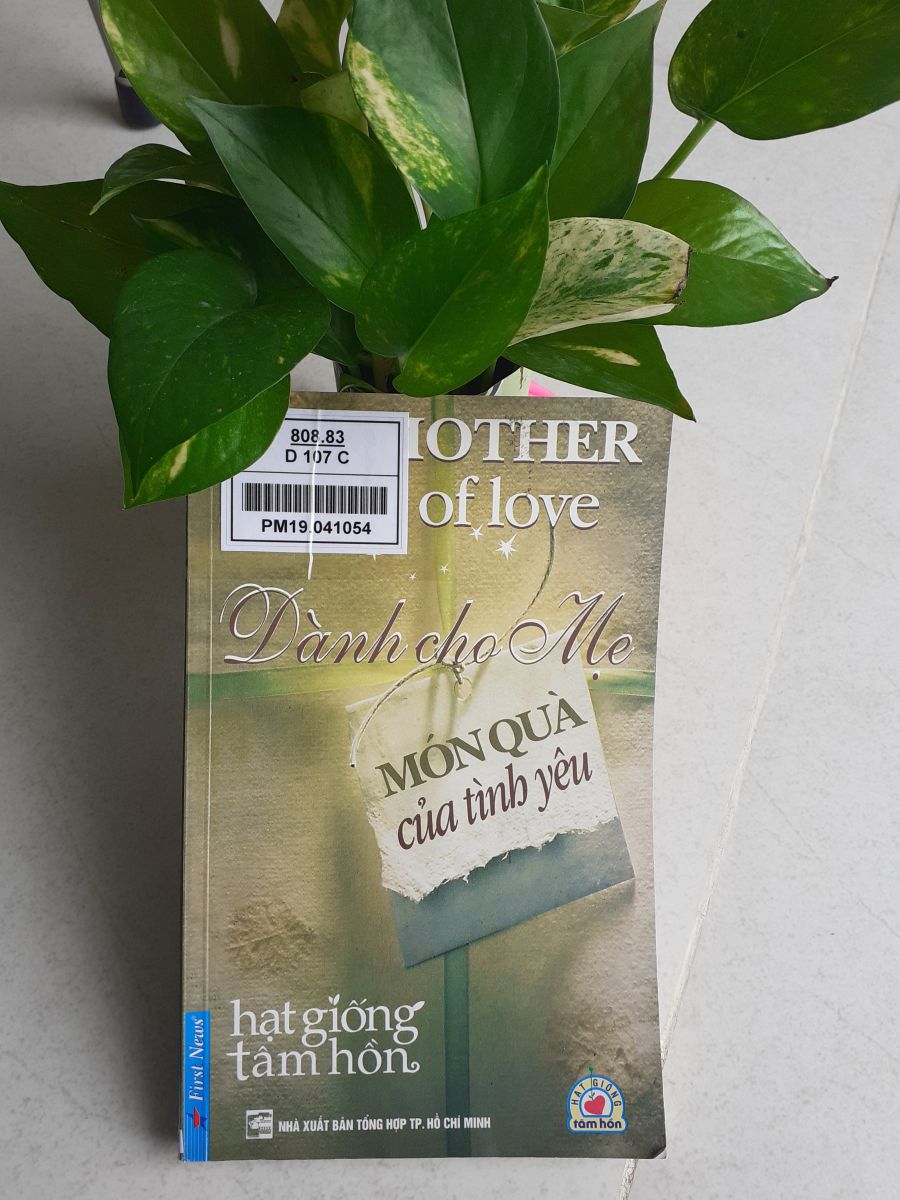 808.83
D 107 C
PM19.041054
MOTHER
of love
Dành cho Mẹ
MÓN QUÀ
của tình yêu
hạt giống
tâm hồn
First News
NHÀ XUẤT BẢN TỔNG HỢP TP. HỒ CHÍ MINH
HẠT GIỐNG
tâm hồn